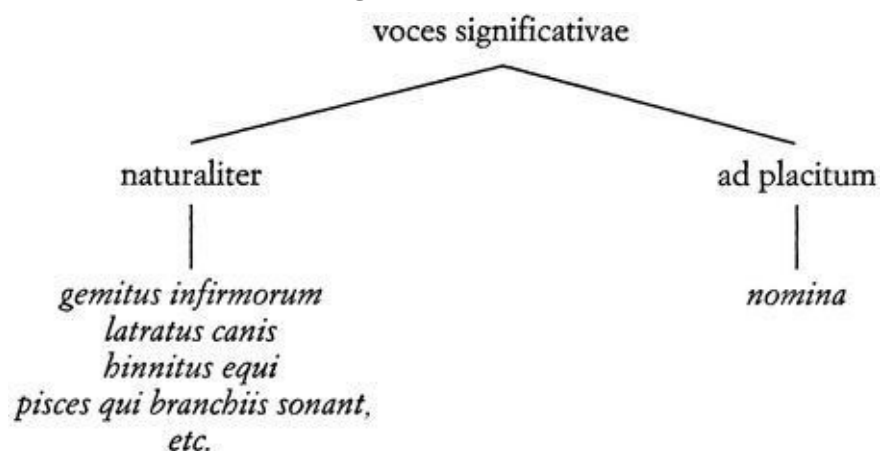 voces significativae
naturaliter
ad placitum
gemitus infirmorum
latratus canis
hinnitus equi
pisces qui branchiis sonant,
etc.
nomina